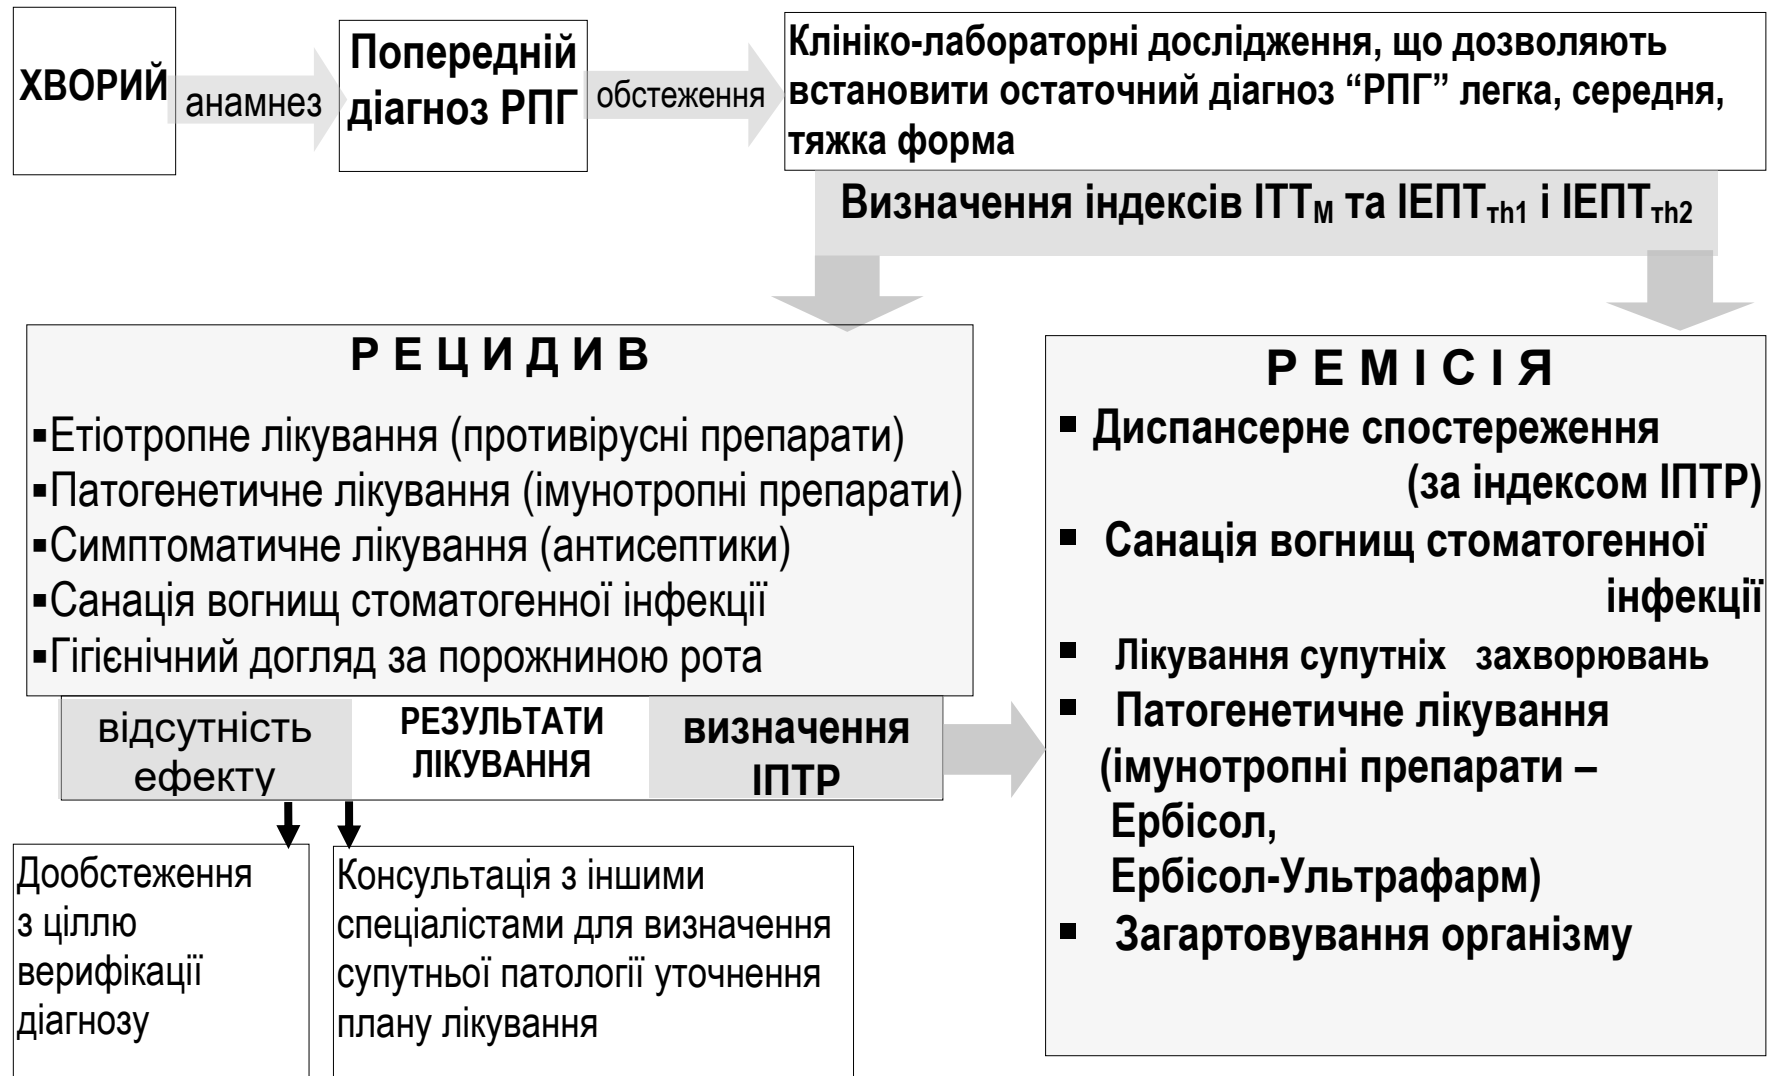 ХВОРИЙ
анамнез
Попередній
діагноз РПГ
обстеження
Клініко-лабораторні дослідження, що дозволяють
встановити остаточний діагноз “РПГ” легка, середня,
тяжка форма
Визначення індексів ІТТМ та ІЕПТтh1 і ІЕПТтh2
Р Е Ц И Д И В
▪Етіотропне лікування (противірусні препарати)
▪Патогенетичне лікування (імунотропні препарати)
▪Симптоматичне лікування (антисептики)
▪Санація вогнищ стоматогенної інфекції
▪Гігієнічний догляд за порожниною рота
відсутність
ефекту
РЕЗУЛЬТАТИ
ЛІКУВАННЯ
визначення
ІПТР
Дообстеження
з ціллю
верифікації
діагнозу
Консультація з іншими
спеціалістами для визначення
супутньої патології уточнення
плану лікування
Р Е М І С І Я
▪ Диспансерне спостереження
(за індексом ІПТР)
▪ Санація вогнищ стоматогенної
інфекції
▪ Лікування супутніх захворювань
▪ Патогенетичне лікування
(імунотропні препарати –
Ербісол,
Ербісол-Ультрафарм)
▪ Загартовування організму